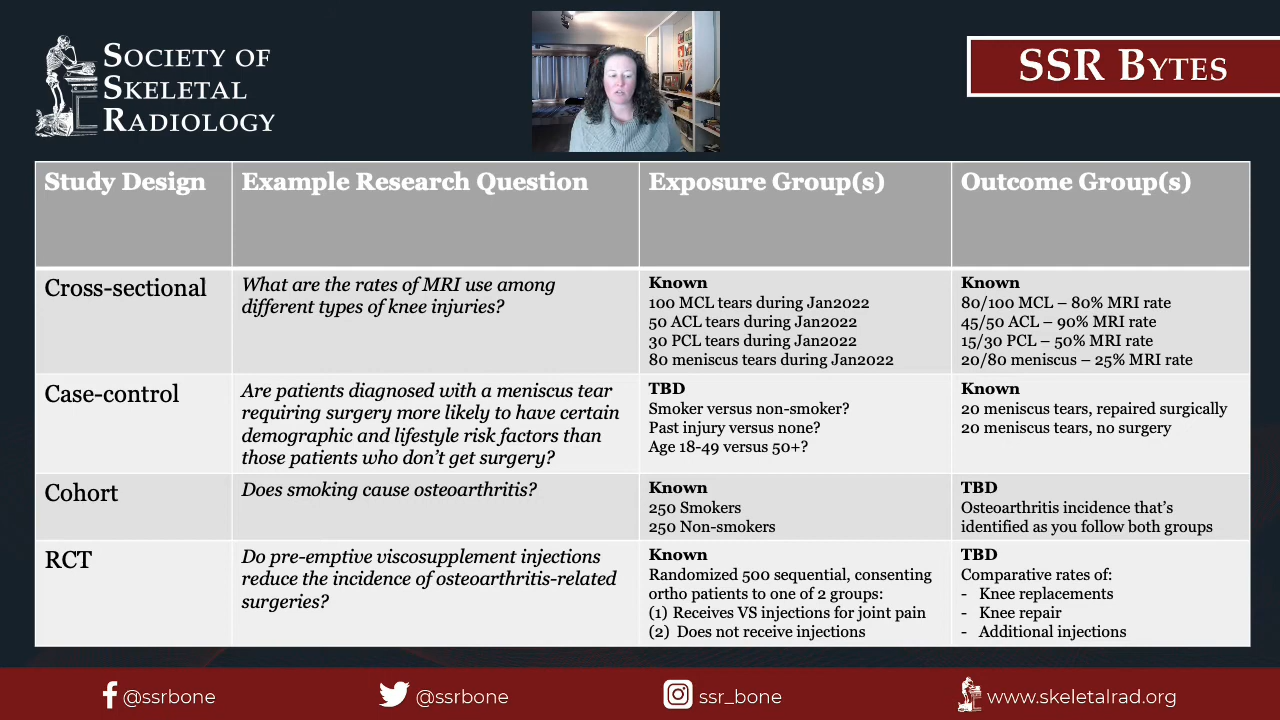 SOCIETY OF
SKELETAL
RADIOLOGY
SSR BYTES
Study Design
Example Research Question
Exposure Group(s)
Outcome Group(s)
Cross-sectional
What are the rates of MRI use among
different types of knee injuries?
Known
100 MCL tears during Jan2022
50 ACL tears during Jan2022
30 PCL tears during Jan2022
80 meniscus tears during Jan2022
Known
80/100 MCL – 80% MRI rate
45/50 ACL – 90% MRI rate
15/30 PCL – 50% MRI rate
20/80 meniscus – 25% MRI rate
Case-control
Are patients diagnosed with a meniscus tear
requiring surgery more likely to have certain
demographic and lifestyle risk factors than
those patients who don’t get surgery?
TBD
Smoker versus non-smoker?
Past injury versus none?
Age 18-49 versus 50+?
Known
20 meniscus tears, repaired surgically
20 meniscus tears, no surgery
Cohort
Does smoking cause osteoarthritis?
Known
250 Smokers
250 Non-smokers
TBD
Osteoarthritis incidence that’s
identified as you follow both groups
RCT
Do pre-emptive viscosupplement injections
reduce the incidence of osteoarthritis-related
surgeries?
Known
Randomized 500 sequential, consenting
ortho patients to one of 2 groups:
(1) Receives VS injections for joint pain
(2) Does not receive injections
TBD
Comparative rates of:
- Knee replacements
- Knee repair
- Additional injections
@ssrbone
@ssrbone
ssr_bone
www.skeletalrad.org